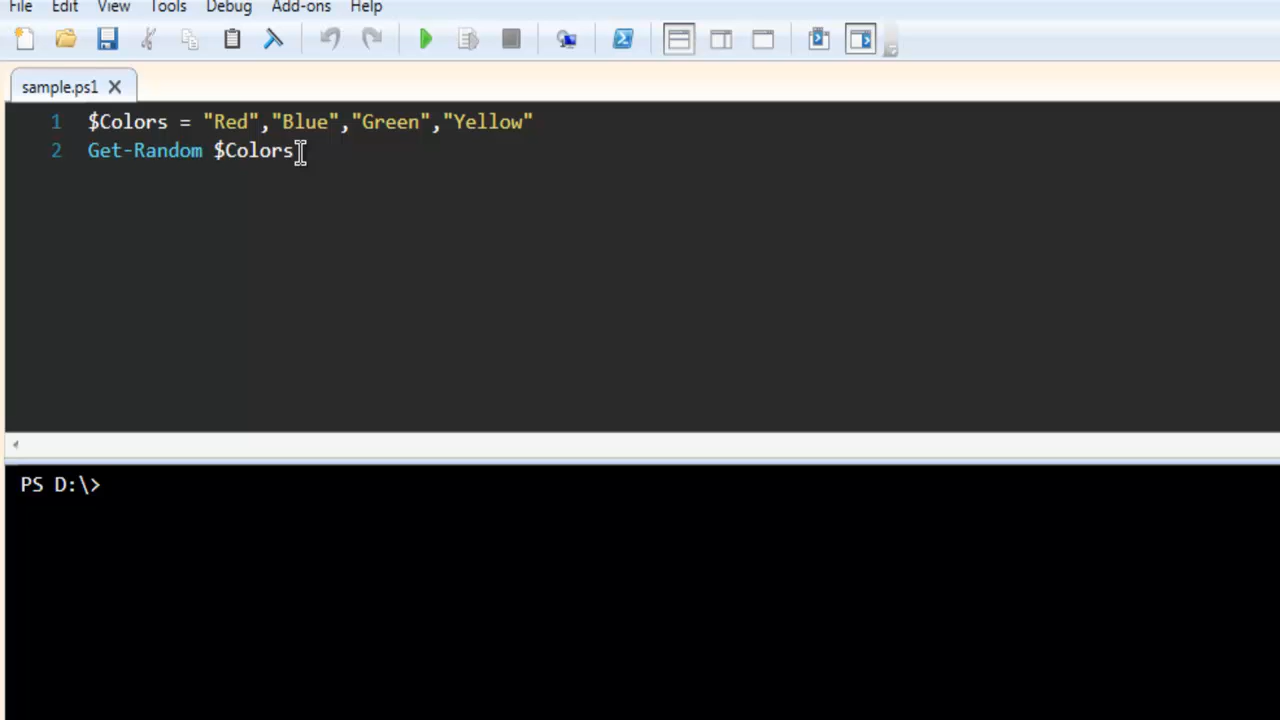 File Edit View Tools Debug Add-ons Help
sample.ps1
1 $Colors = "Red","Blue","Green","Yellow"
2 Get-Random $Colors
PS D:\>